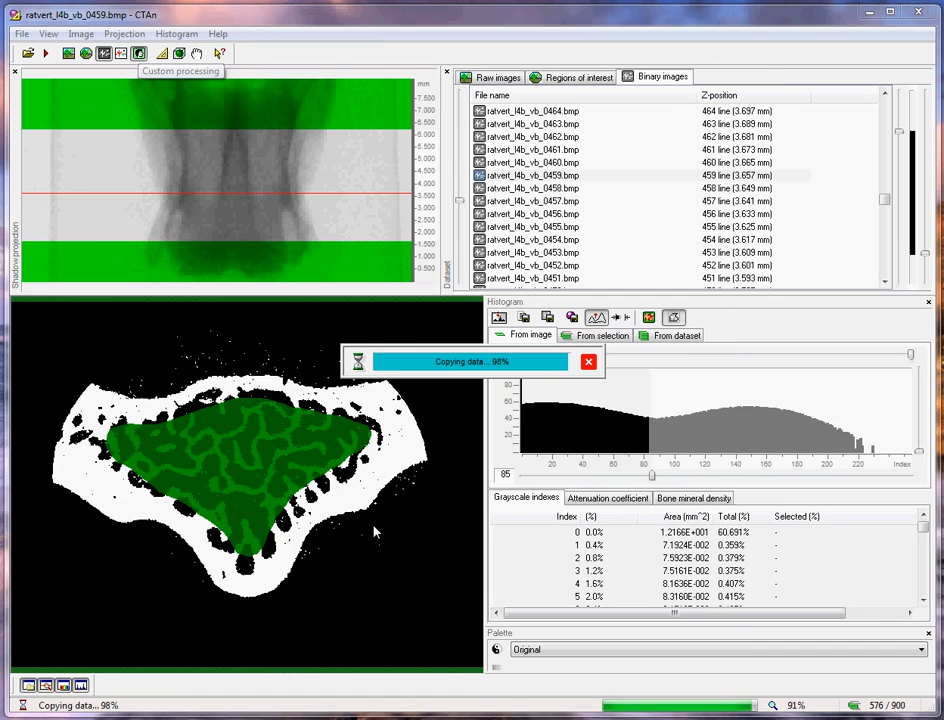 ratvert_l4b_vb_0459.bmp - CTAn
File View Image Projection Histogram Help
Custom processing
mm
7.500
7.000
6.500
6.000
5.500
5.000
4.500
4.000
3.500
3.000
2.500
2.000
1.500
1.000
0.500
Shadow projection
Raw images Regions of interest Binary images
File name Z-position
ratvert_l4b_vb_0464.bmp 464 line (3.697 mm)
ratvert_l4b_vb_0463.bmp 463 line (3.689 mm)
ratvert_l4b_vb_0462.bmp 462 line (3.681 mm)
ratvert_l4b_vb_0461.bmp 461 line (3.673 mm)
ratvert_l4b_vb_0460.bmp 460 line (3.665 mm)
ratvert_l4b_vb_0459.bmp 459 line (3.657 mm)
ratvert_l4b_vb_0458.bmp 458 line (3.649 mm)
ratvert_l4b_vb_0457.bmp 457 line (3.641 mm)
ratvert_l4b_vb_0456.bmp 456 line (3.633 mm)
ratvert_l4b_vb_0455.bmp 455 line (3.625 mm)
ratvert_l4b_vb_0454.bmp 454 line (3.617 mm)
ratvert_l4b_vb_0453.bmp 453 line (3.609 mm)
ratvert_l4b_vb_0452.bmp 452 line (3.601 mm)
ratvert_l4b_vb_0451.bmp 451 line (3.593 mm)
Dataset
Histogram
From image From selection From dataset
Copying data... 98%
80
60
40
20
20 40 60 80 100 120 140 160 180 200 220 Index
85
Grayscale indexes Attenuation coefficient Bone mineral density
Index (%) Area (mm^2) Total (%) Selected (%)
0 0.0% 1.2166E+001 60.691% -
1 0.4% 7.1924E-002 0.359% -
2 0.8% 7.5923E-002 0.379% -
3 1.2% 7.5161E-002 0.375% -
4 1.6% 8.1636E-002 0.407% -
5 2.0% 8.3160E-002 0.415% -
Palette
Original
Copying data...98% 91% 576 / 900